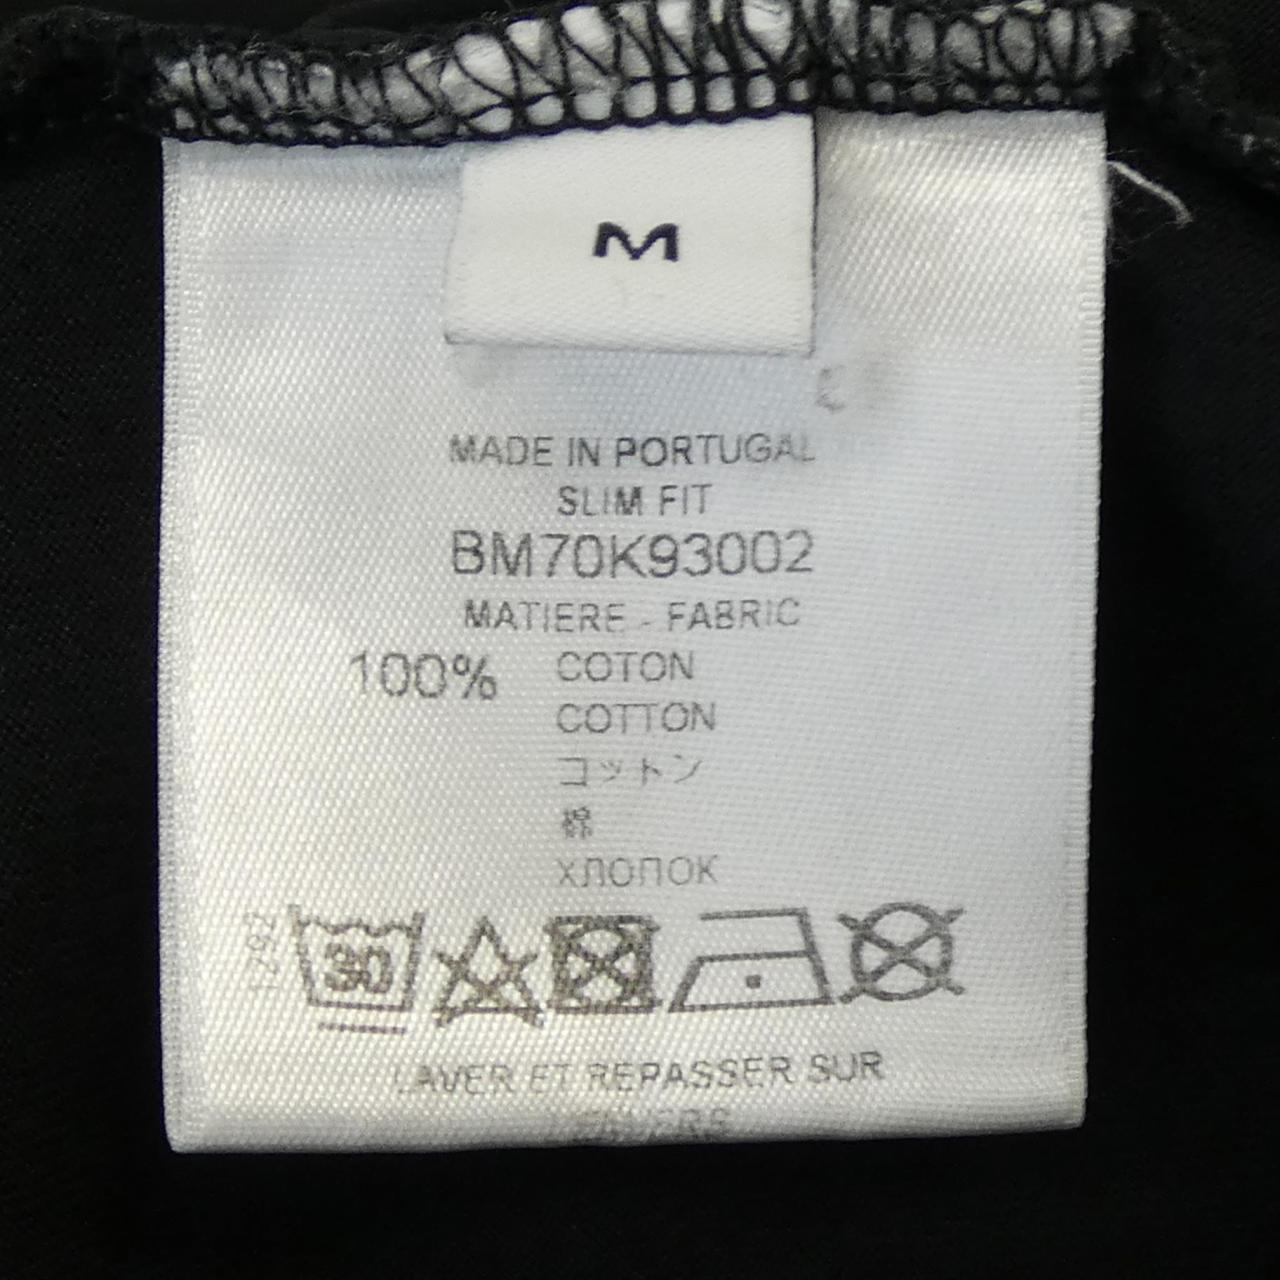 M
MADE IN PORTUGAL
SLIM FIT
BM70K93002
MATIERE - FABRIC
100% COTON
COTTON
コットン
棉
ХЛОПОК
30
LAVER ET REPASSER SUR